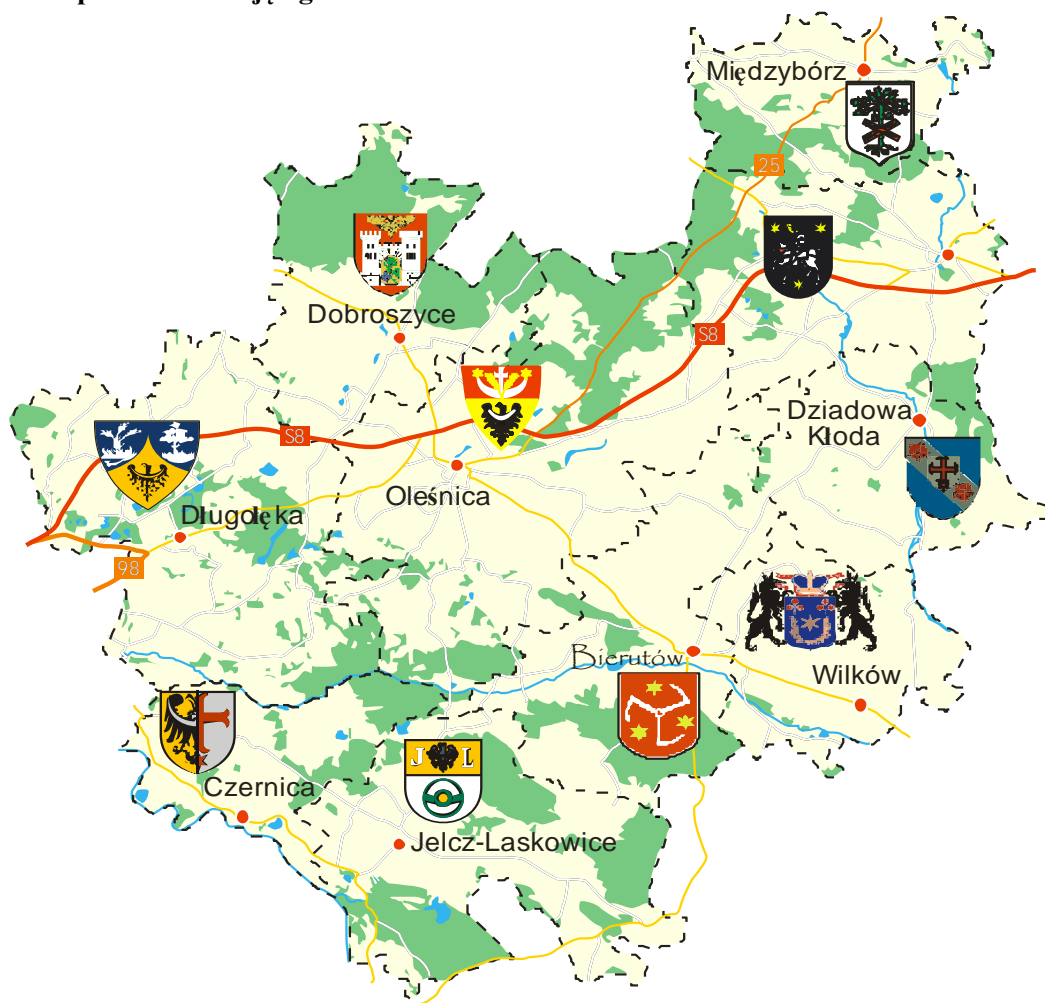 Międzybórz
25
Dobroszyce
S8
Dziadowa
Kłoda
S8
Oleśnica
Długołęka
98
Bierutów
Wilków
J L
Czernica
Jelcz-Laskowice